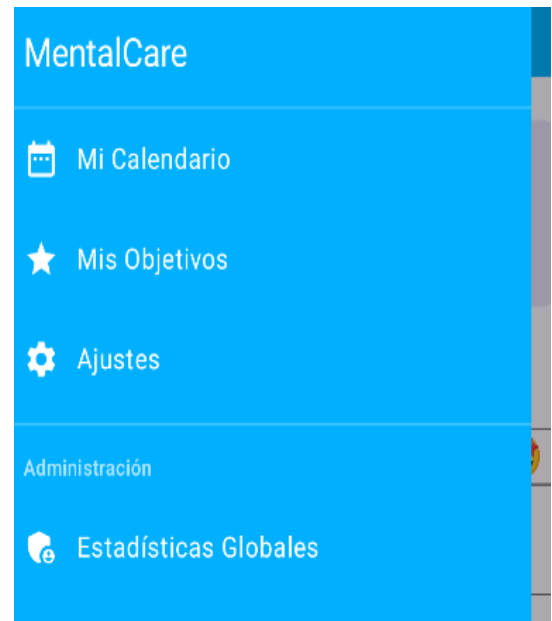 MentalCare
Mi Calendario
Mis Objetivos
Ajustes
Administración
Estadísticas Globales